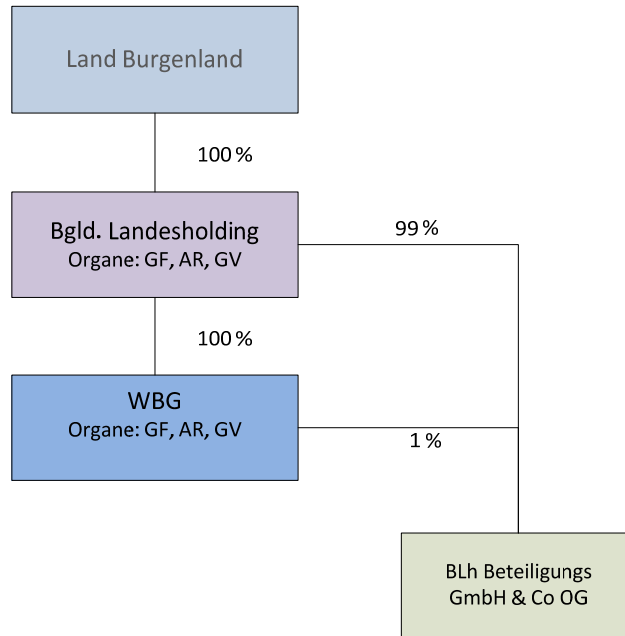 Land Burgenland
100 %
Bgld. Landesholding
Organe: GF, AR, GV
99 %
100 %
WBG
Organe: GF, AR, GV
1 %
BLh Beteiligungs
GmbH & Co OG